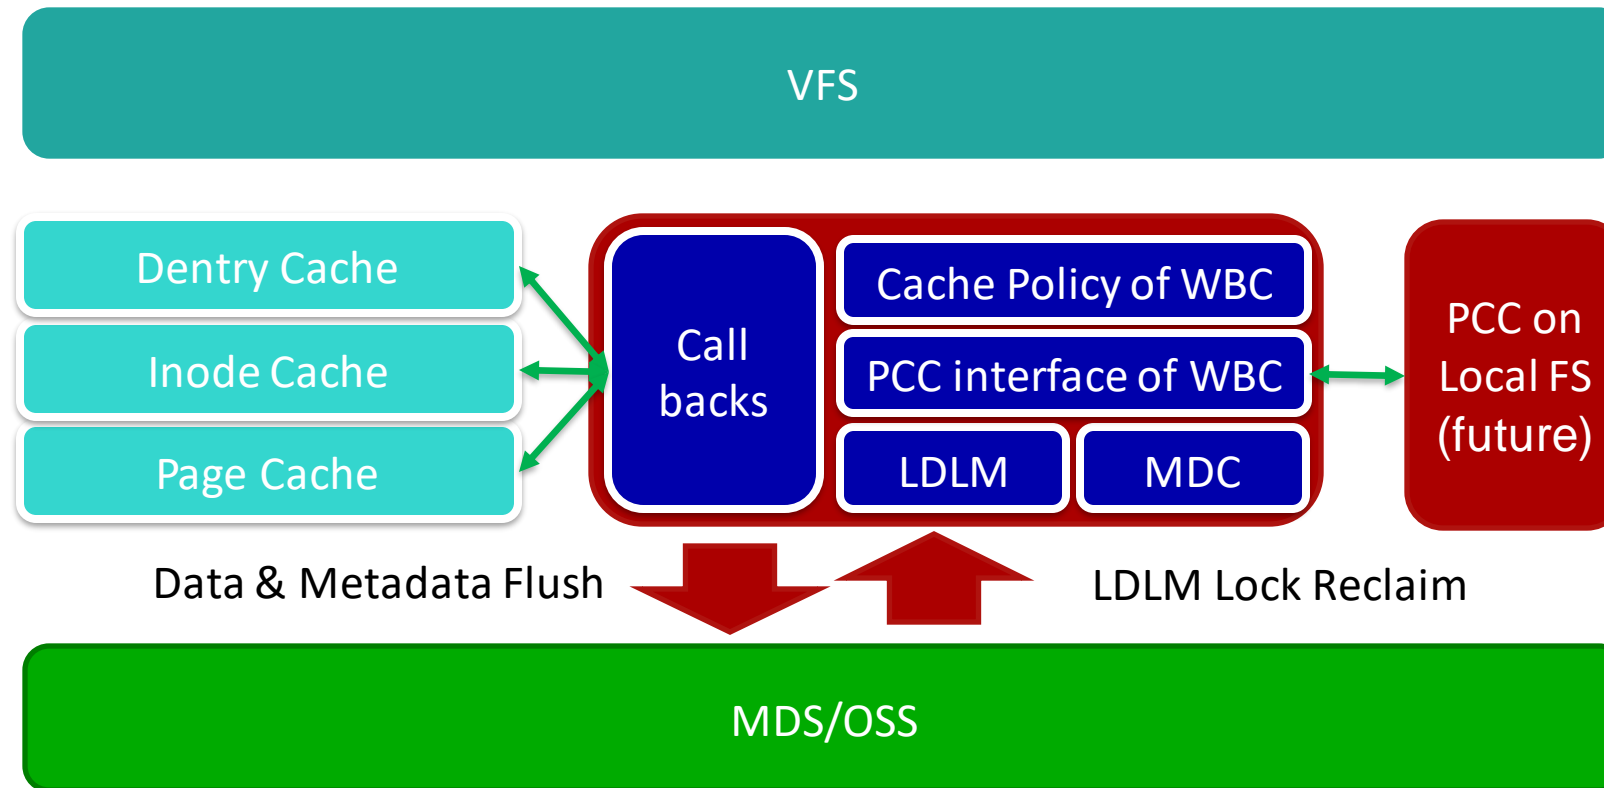 VFS
Dentry Cache
Inode Cache
Page Cache
Call
backs
Cache Policy of WBC
PCC interface of WBC
LDLM
MDC
PCC on
Local FS
(future)
Data & Metadata Flush
LDLM Lock Reclaim
MDS/OSS